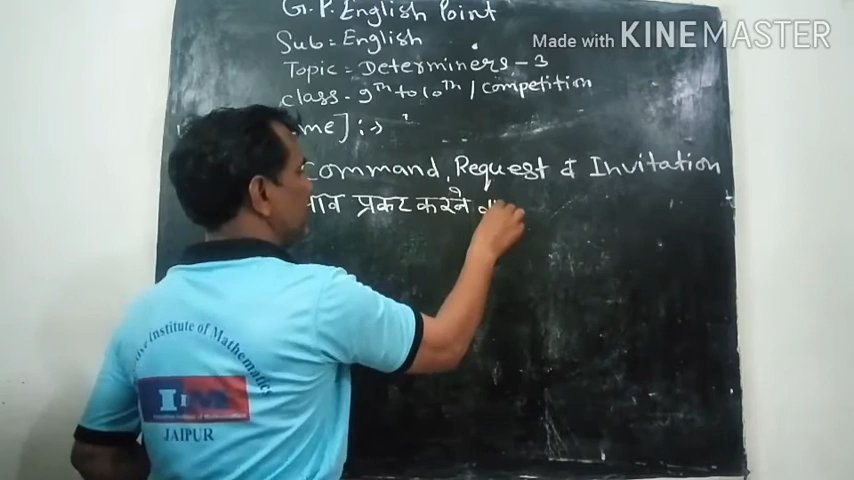 G.P. English Point
Sub:- English
Made with KINEMASTER
Topic:- Determiners - 3
class - 9th to 10th / competition
me] :->
Command, Request & Invitation
भाव प्रकट करने
Institute of Mathematics
JAIPUR